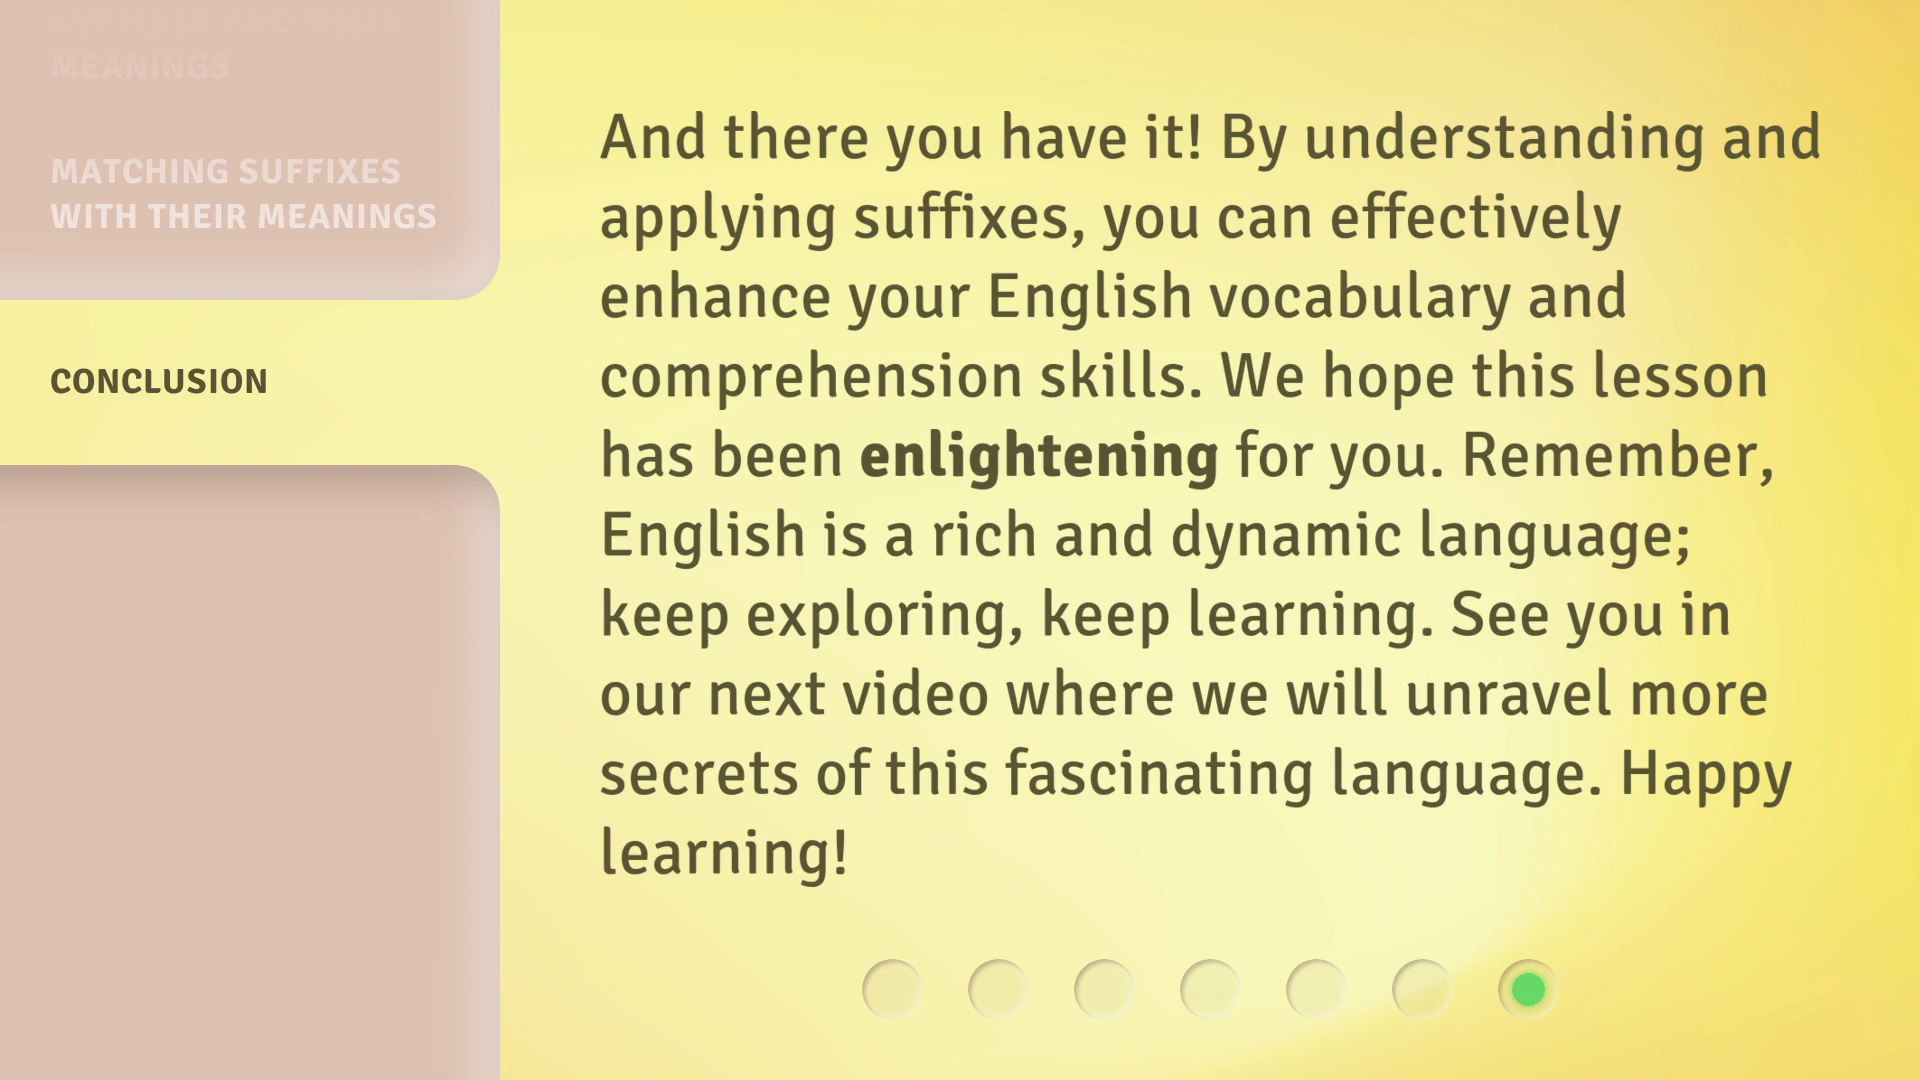 MEANINGS
MATCHING SUFFIXES
WITH THEIR MEANINGS
CONCLUSION
And there you have it! By understanding and
applying suffixes, you can effectively
enhance your English vocabulary and
comprehension skills. We hope this lesson
has been enlightening for you. Remember,
English is a rich and dynamic language;
keep exploring, keep learning. See you in
our next video where we will unravel more
secrets of this fascinating language. Happy
learning!